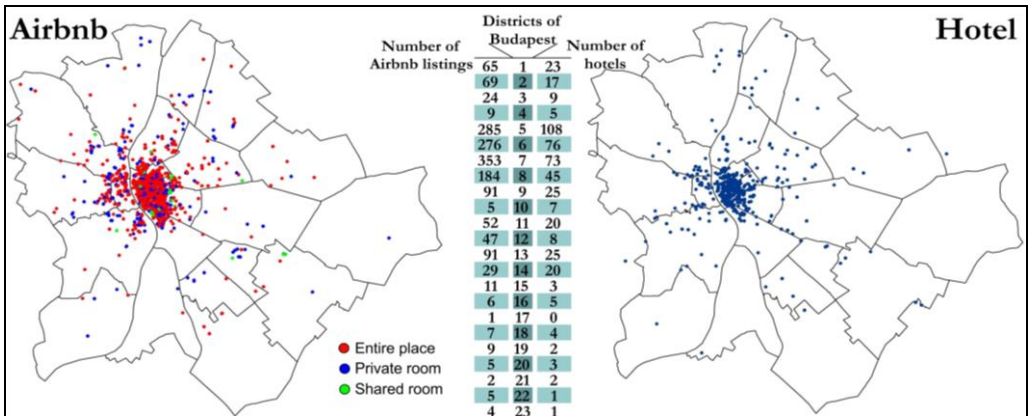 Airbnb
Districts of
Budapest
Hotel
Number of
Airbnb listings
Number of
hotels
65 1 23
69 2 17
24 3 9
9 4 5
285 5 108
276 6 76
353 7 73
184 8 45
91 9 25
5 10 7
52 11 20
47 12 8
91 13 25
29 14 20
11 15 3
6 16 5
1 17 0
7 18 4
9 19 2
5 20 3
2 21 2
5 22 1
4 23 1
Entire place
Private room
Shared room